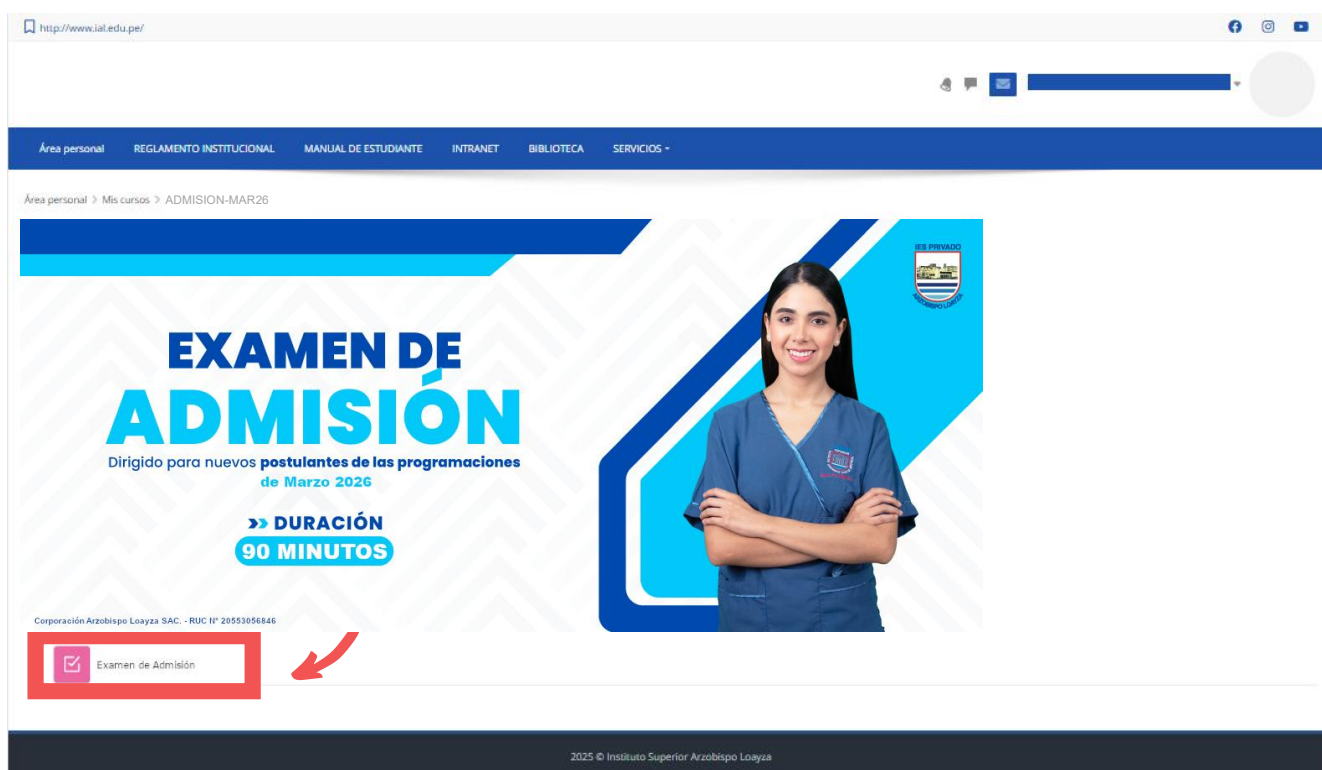 http://www.ial.edu.pe/
Área personal REGLAMENTO INSTITUCIONAL MANUAL DE ESTUDIANTE INTRANET BIBLIOTECA SERVICIOS
Área personal > Mis cursos > ADMISION-MAR26
IES PRIVADO
ARZOBISPO LOAYZA
EXAMEN DE
ADMISIÓN
Dirigido para nuevos postulantes de las programaciones
de Marzo 2026
DURACIÓN
90 MINUTOS
Corporación Arzobispo Loayza SAC. - RUC N° 20553056846
Examen de Admisión
2025 © Instituto Superior Arzobispo Loayza